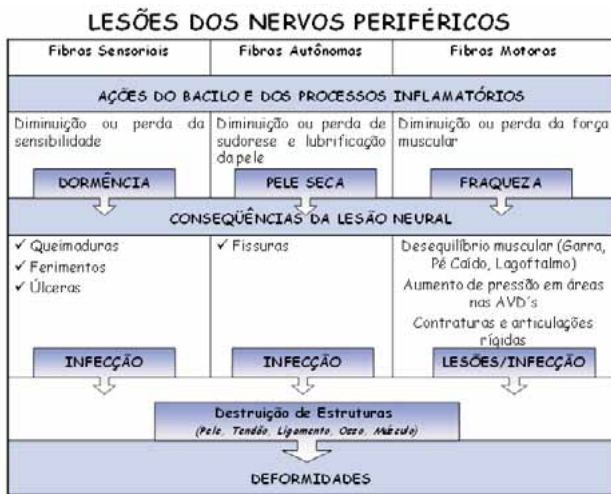 LESÕES DOS NERVOS PERIFÉRICOS
Fibras Sensoriais
Fibras Autônomas
Fibras Motoras
AÇÕES DO BACILO E DOS PROCESSOS INFLAMATÓRIOS
Diminuição ou perda da
sensibilidade
Diminuição ou perda de
sudorese e lubrificação
da pele
Diminuição ou perda da força
muscular
DORMÊNCIA
PELE SECA
FRAQUEZA
CONSEQÜÊNCIAS DA LESÃO NEURAL
✓ Queimaduras
✓ Ferimentos
✓ Úlceras
✓ Fissuras
Desequilíbrio muscular (Garra,
Pé Caído, Lagoftalmo)
Aumento de pressão em áreas
nas AVD´s
Contraturas e articulações
rígidas
INFECÇÃO
INFECÇÃO
LESÕES/INFECÇÃO
Destruição de Estruturas
(Pele, Tendão, Ligamento, Osso, Músculo)
DEFORMIDADES